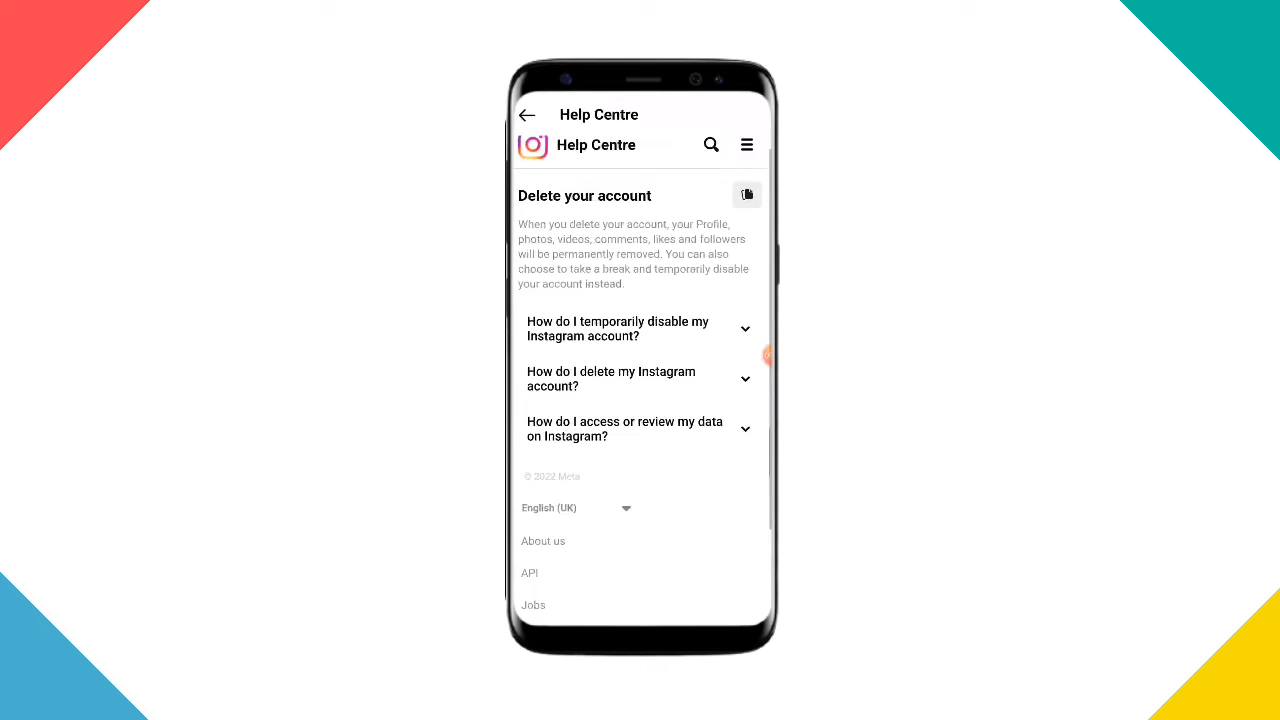 Help Centre
Help Centre
Delete your account
When you delete your account, your Profile,
photos, videos, comments, likes and followers
will be permanently removed. You can also
choose to take a break and temporarily disable
your account instead.
How do I temporarily disable my
Instagram account?
How do I delete my Instagram
account?
How do I access or review my data
on Instagram?
© 2022 Meta
English (UK)
About us
API
Jobs